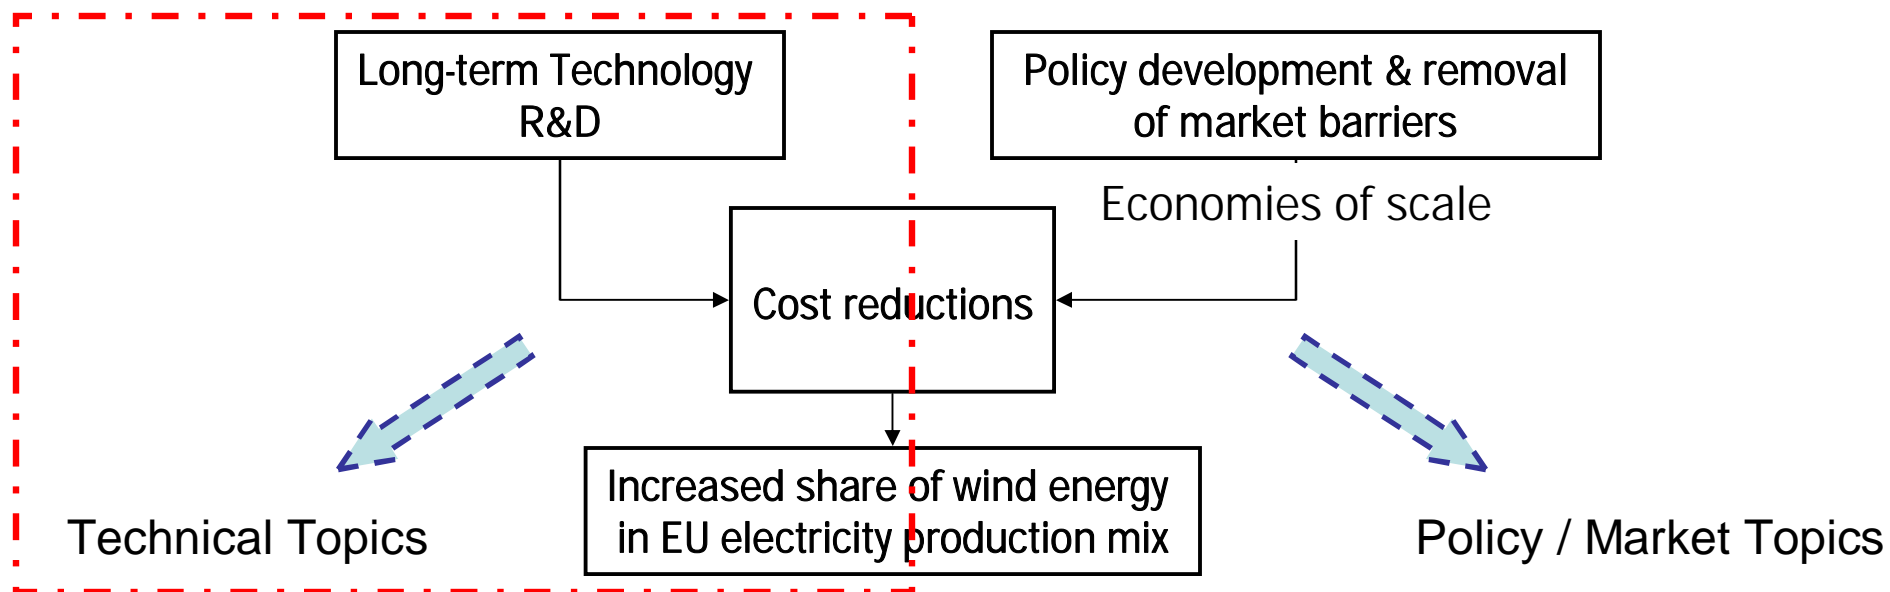 Long-term Technology
R&D
Policy development & removal
of market barriers
Economies of scale
Cost reductions
Increased share of wind energy
in EU electricity production mix
Technical Topics
Policy / Market Topics